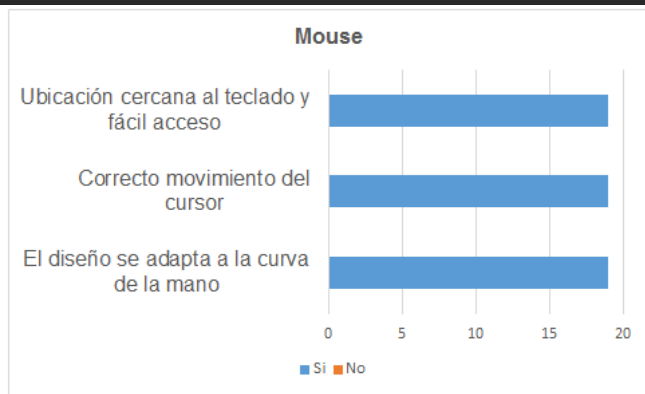 Mouse
Ubicación cercana al teclado y
fácil acceso
Correcto movimiento del
cursor
El diseño se adapta a la curva
de la mano
0 5 10 15 20
Si No